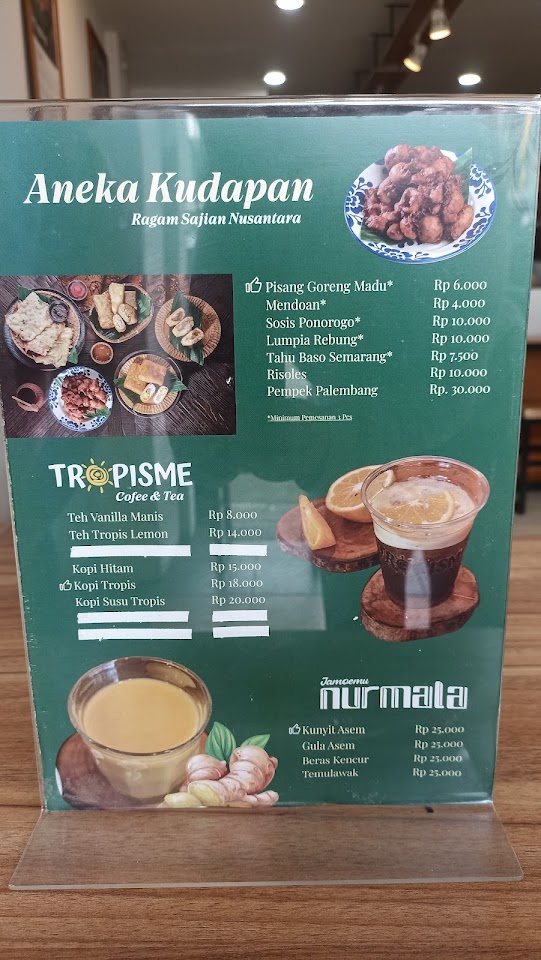 Aneka Kudapan
Ragam Sajian Nusantara
Pisang Goreng Madu* Rp 6.000
Mendoan* Rp 4.000
Sosis Ponorogo* Rp 10.000
Lumpia Rebung* Rp 10.000
Tahu Baso Semarang* Rp 7.500
Risoles Rp 10.000
Pempek Palembang Rp. 30.000
*Minimum Pemesanan 3 Pcs
TROPISME
Cofee & Tea
Teh Vanilla Manis Rp 8.000
Teh Tropis Lemon Rp 14.000
Kopi Hitam Rp 15.000
Kopi Tropis Rp 18.000
Kopi Susu Tropis Rp 20.000
Jamoemu
nurmala
Kunyit Asem Rp 25.000
Gula Asem Rp 25.000
Beras Kencur Rp 25.000
Temulawak Rp 25.000